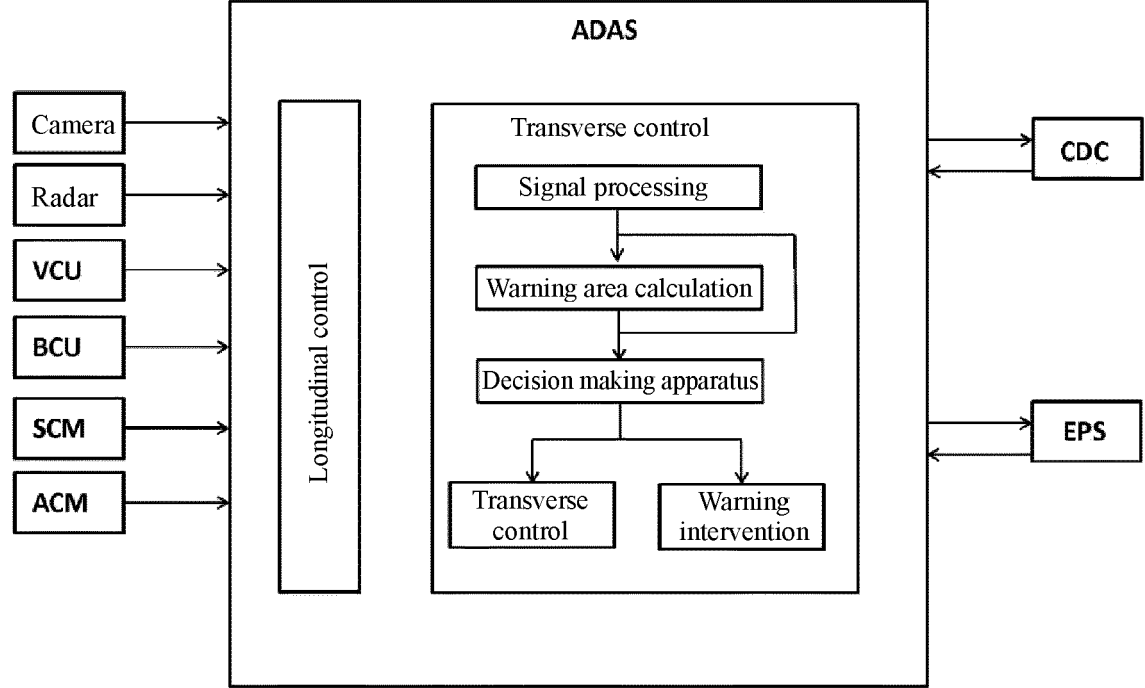 ADAS
Camera
Radar
VCU
BCU
SCM
ACM
Longitudinal control
Transverse control
Signal processing
Warning area calculation
Decision making apparatus
Transverse
control
Warning
intervention
CDC
EPS